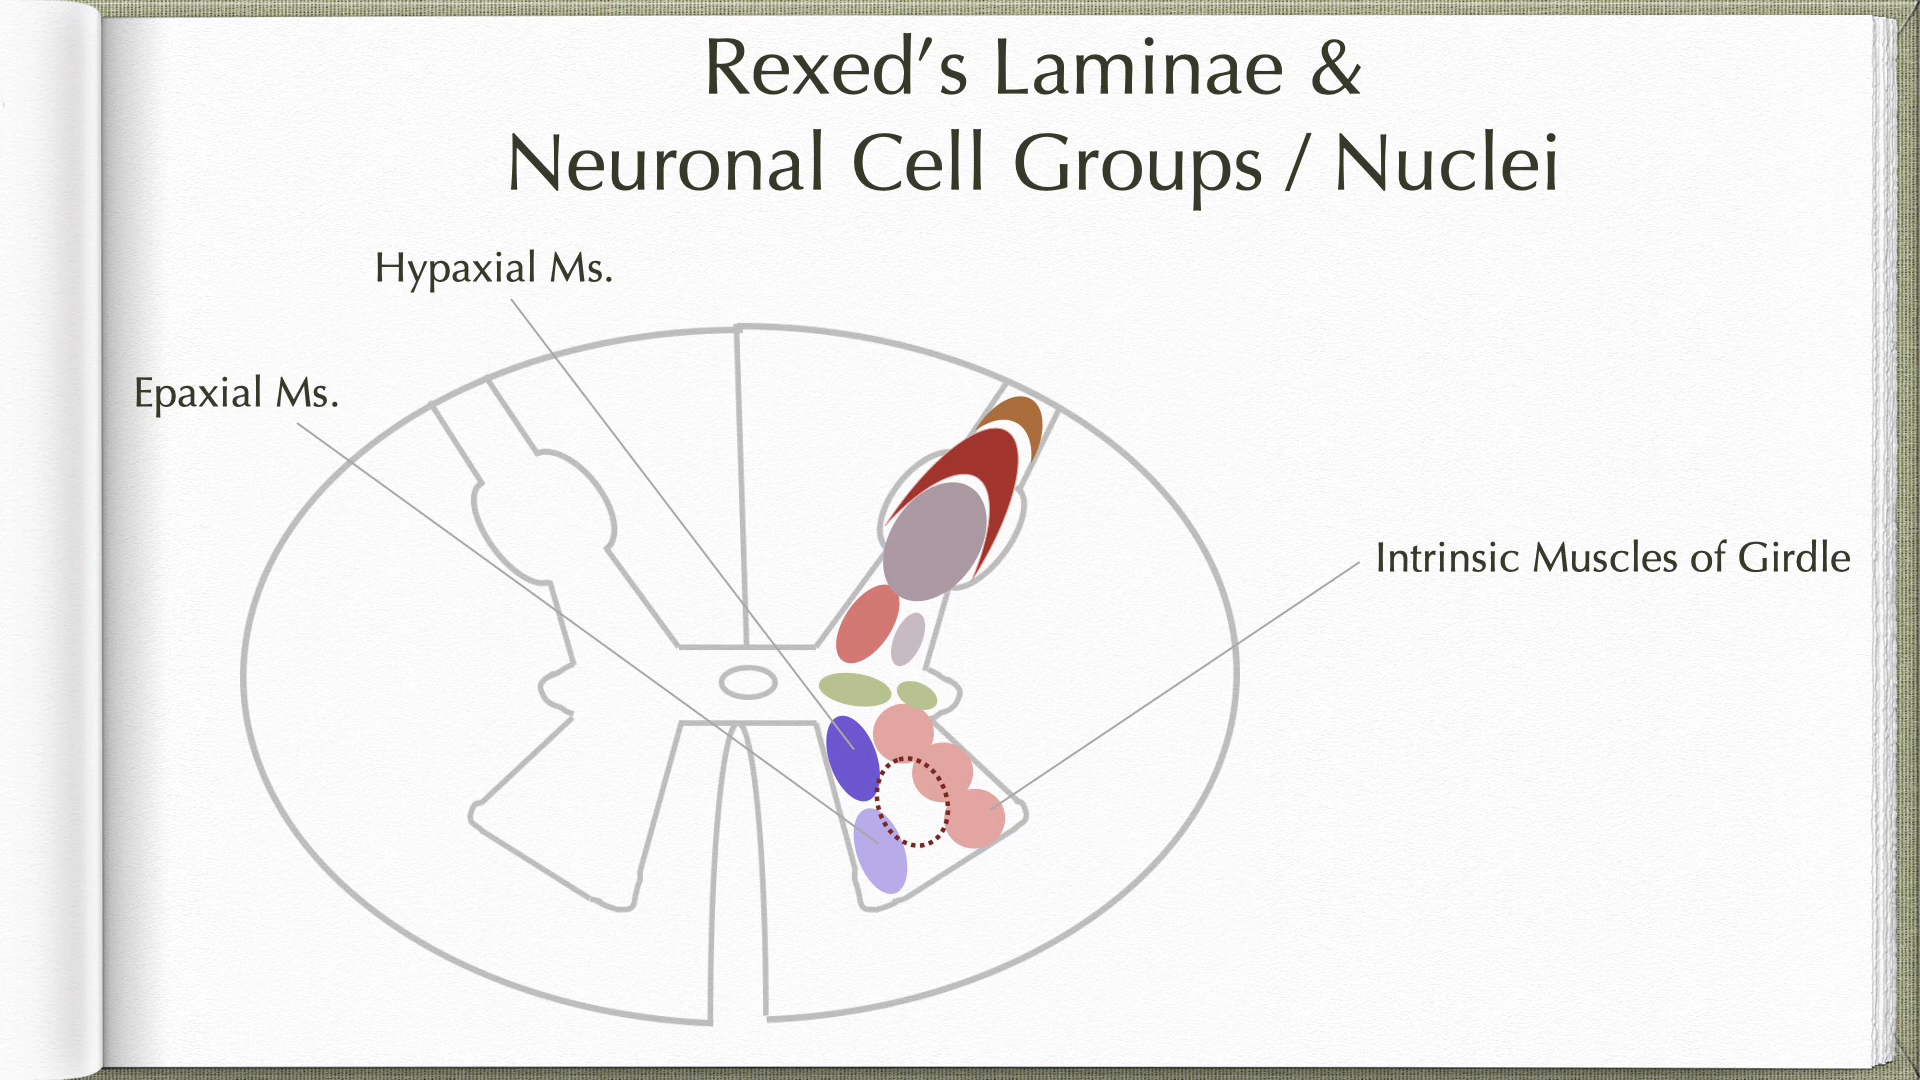 Rexed’s Laminae &
Neuronal Cell Groups / Nuclei
Hypaxial Ms.
Epaxial Ms.
Intrinsic Muscles of Girdle